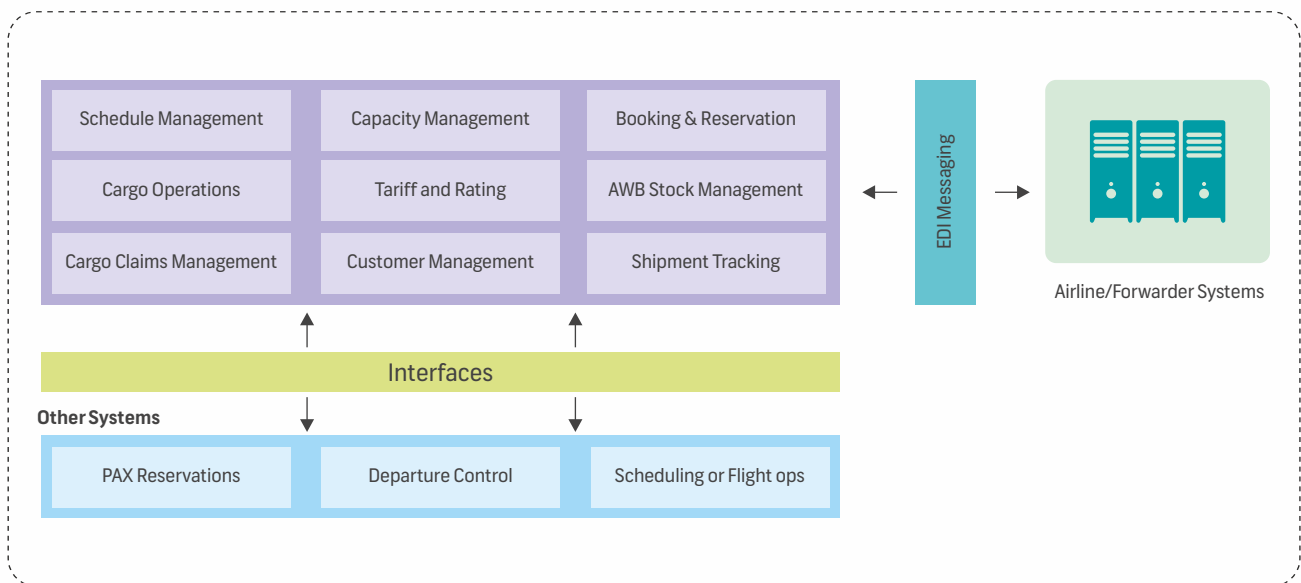 Schedule Management
Capacity Management
Booking & Reservation
Cargo Operations
Tariff and Rating
AWB Stock Management
Cargo Claims Management
Customer Management
Shipment Tracking
EDI Messaging
Airline/Forwarder Systems
Interfaces
Other Systems
PAX Reservations
Departure Control
Scheduling or Flight ops